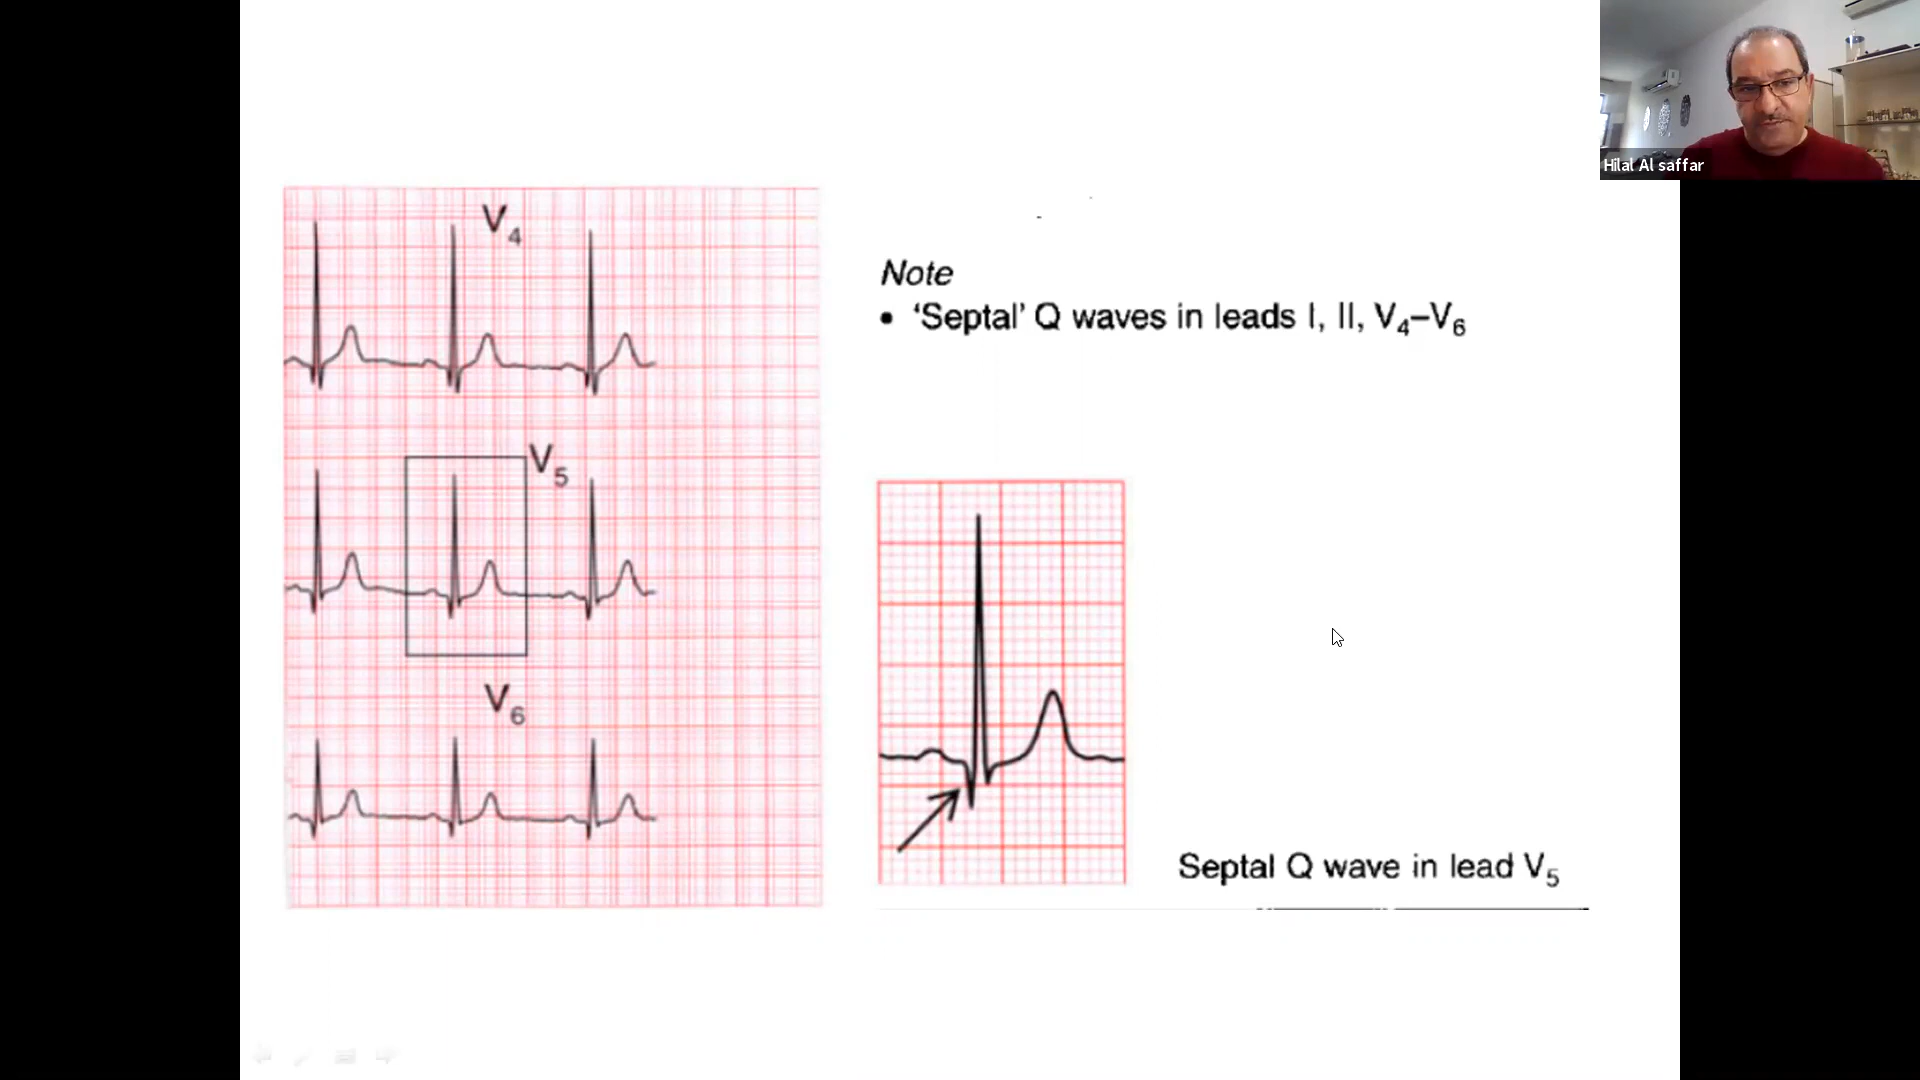 Hilal Al saffar
V₄
Note
• ‘Septal’ Q waves in leads I, II, V₄–V₆
V₅
V₆
Septal Q wave in lead V₅